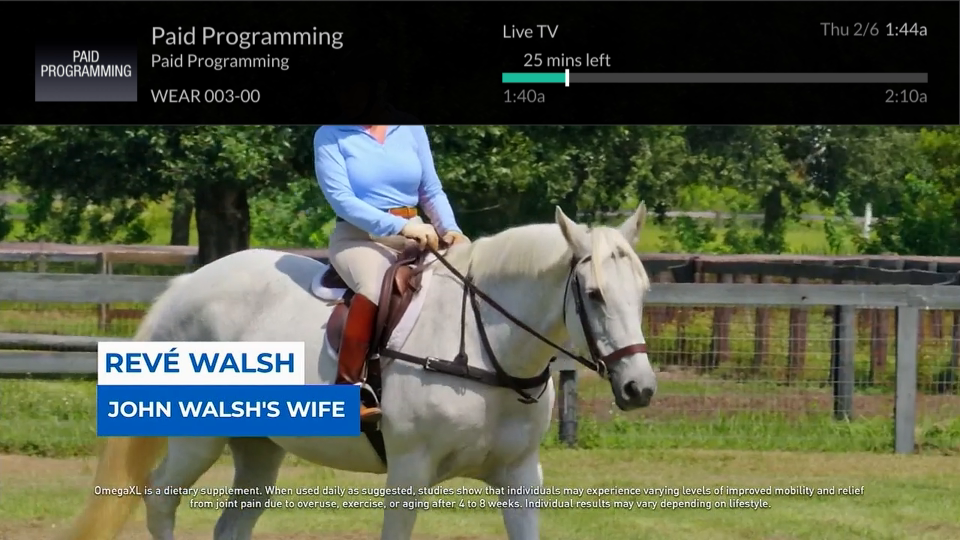 PAID
PROGRAMMING
Paid Programming
Paid Programming
WEAR 003-00
Live TV
25 mins left
1:40a
2:10a
Thu 2/6 1:44a
REVÉ WALSH
JOHN WALSH'S WIFE
OmegaXL is a dietary supplement. When used daily as suggested, studies show that individuals may experience varying levels of improved mobility and relief
from joint pain due to overuse, exercise, or aging after 4 to 8 weeks. Individual results may vary depending on lifestyle.